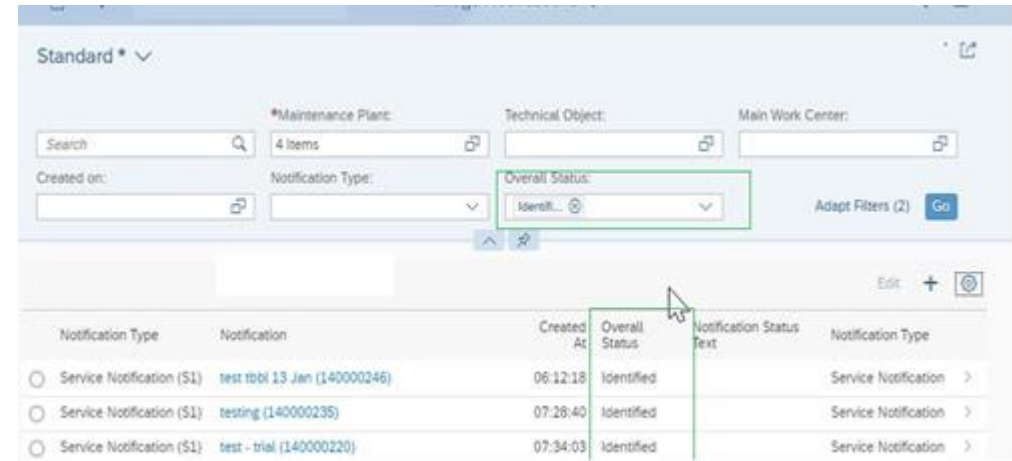 Standard * 
*Maintenance Plant: Technical Object: Main Work Center:
Search 4 Items
Created on: Notification Type: Overall Status:
Identifi... Adapt Filters (2) Go
Edit
Notification Type Notification Created At Overall Status Notification Status Text Notification Type
Service Notification (S1) test tbbl 13 Jan (140000246) 06:12:18 Identified Service Notification
Service Notification (S1) testing (140000235) 07:28:40 Identified Service Notification
Service Notification (S1) test - trial (140000220) 07:34:03 Identified Service Notification